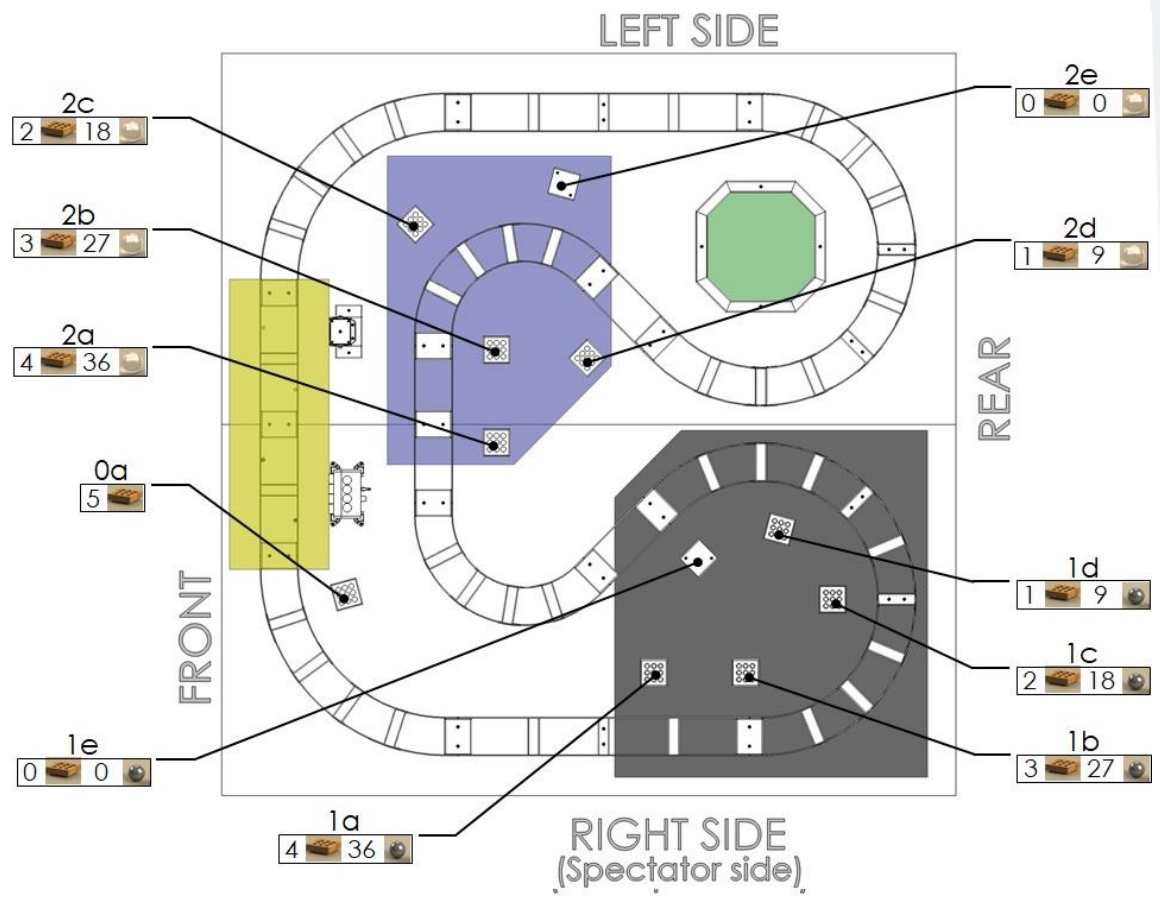 LEFT SIDE
2e
0 0
2c
2 18
2b
3 27
2d
1 9
2a
4 36
REAR
0a
5
FRONT
1d
1 9
1c
2 18
1e
0 0
1b
3 27
1a
4 36
RIGHT SIDE
(Spectator side)